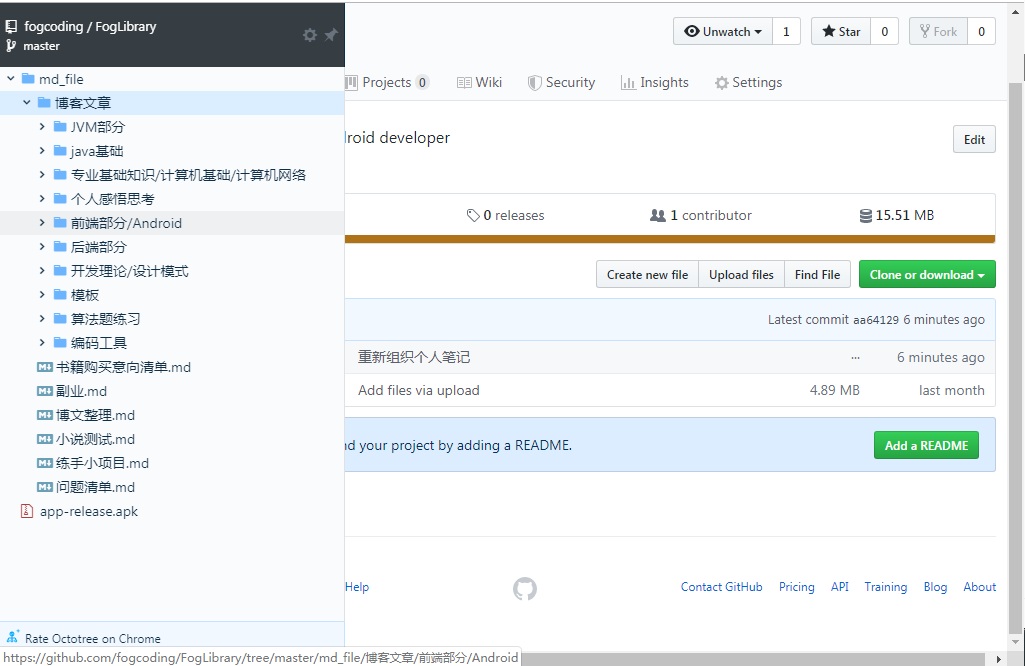 fogcoding / FogLibrary
master
md_file
博客文章
JVM部分
java基础
专业基础知识/计算机基础/计算机网络
个人感悟思考
前端部分/Android
后端部分
开发理论/设计模式
模板
算法题练习
编码工具
书籍购买意向清单.md
副业.md
博文整理.md
小说测试.md
练手小项目.md
问题清单.md
app-release.apk
Rate Octotree on Chrome
https://github.com/fogcoding/FogLibrary/tree/master/md_file/博客文章/前端部分/Android
Unwatch 1 Star 0 Fork 0
Projects 0 Wiki Security Insights Settings
droid developer
Edit
0 releases 1 contributor 15.51 MB
Create new file Upload files Find File Clone or download
Latest commit aa64129 6 minutes ago
重新组织个人笔记 ... 6 minutes ago
Add files via upload 4.89 MB last month
nd your project by adding a README. Add a README
Help Contact GitHub Pricing API Training Blog About